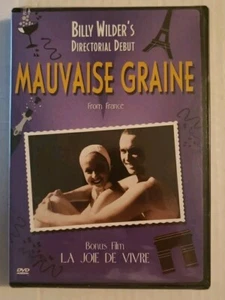 BILLY WILDER'S
DIRECTORIAL DEBUT
MAUVAISE GRAINE
From France
BONUS FILM
LA JOIE DE VIVRE
DVD